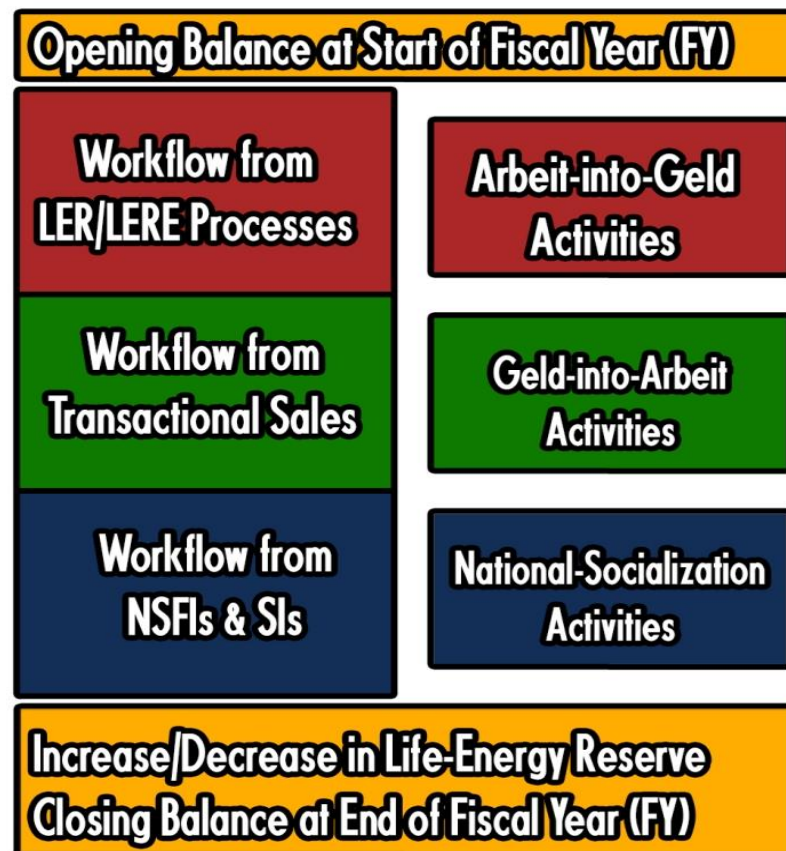 Opening Balance at Start of Fiscal Year (FY)
Workflow from
LER/LERE Processes
Arbeit-into-Geld
Activities
Workflow from
Transactional Sales
Geld-into-Arbeit
Activities
Workflow from
NSFIs & SIs
National-Socialization
Activities
Increase/Decrease in Life-Energy Reserve
Closing Balance at End of Fiscal Year (FY)